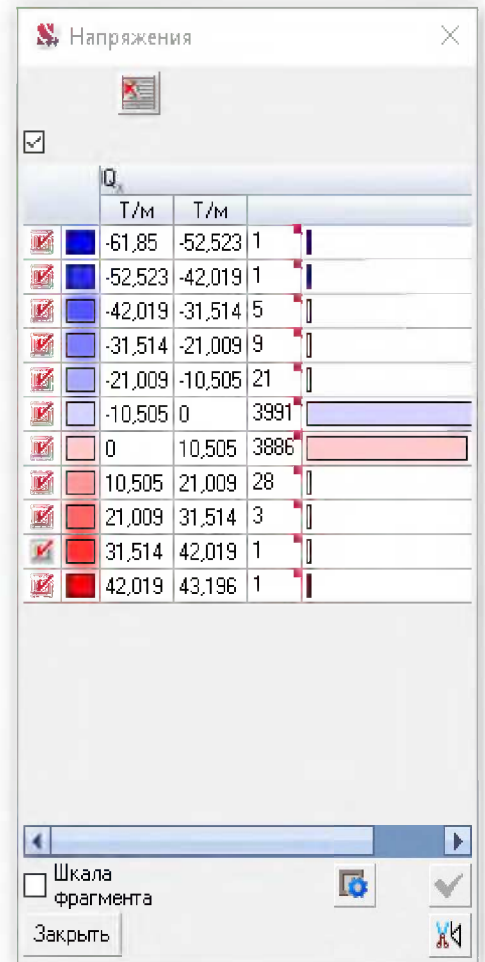 Напряжения
Qx
Т/м Т/м
-61,85 -52,523 1
-52,523 -42,019 1
-42,019 -31,514 5
-31,514 -21,009 9
-21,009 -10,505 21
-10,505 0 3991
0 10,505 3886
10,505 21,009 28
21,009 31,514 3
31,514 42,019 1
42,019 43,196 1
Шкала
фрагмента
Закрыть